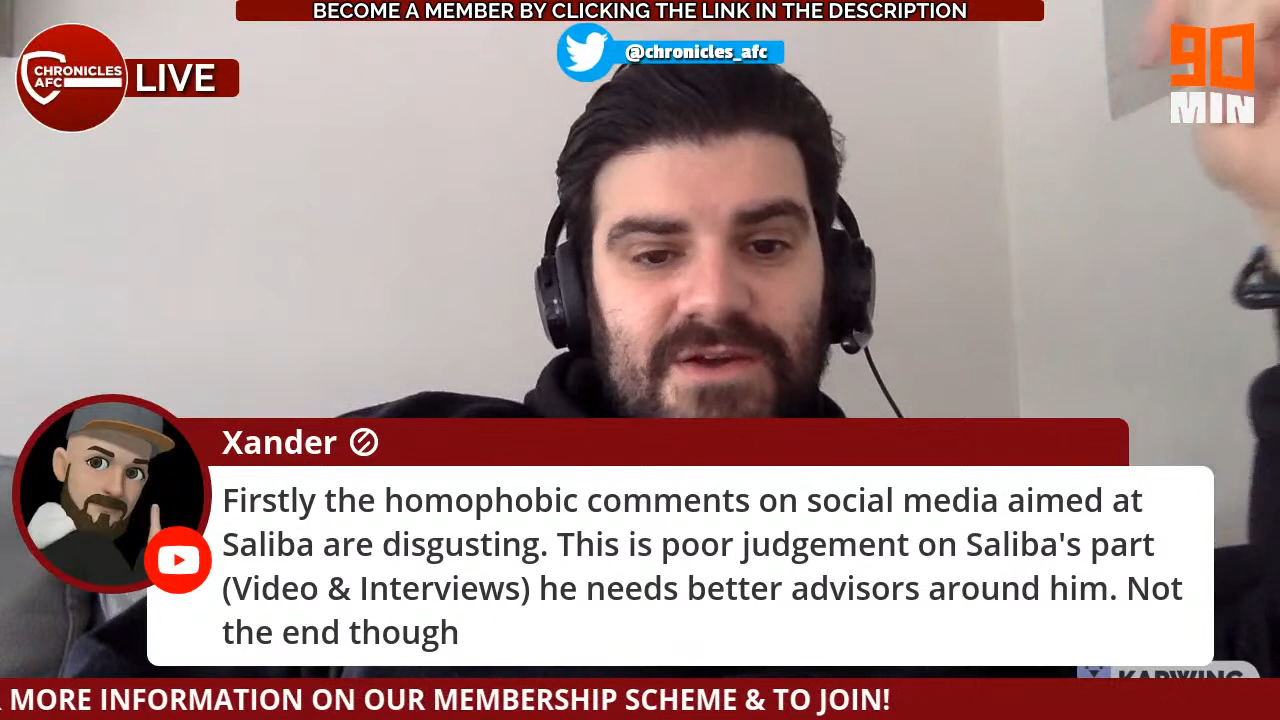 BECOME A MEMBER BY CLICKING THE LINK IN THE DESCRIPTION
@chronicles_afc
CHRONICLES
AFC
LIVE
90
MIN
Xander
Firstly the homophobic comments on social media aimed at
Saliba are disgusting. This is poor judgement on Saliba's part
(Video & Interviews) he needs better advisors around him. Not
the end though
KAPWING
MORE INFORMATION ON OUR MEMBERSHIP SCHEME & TO JOIN!